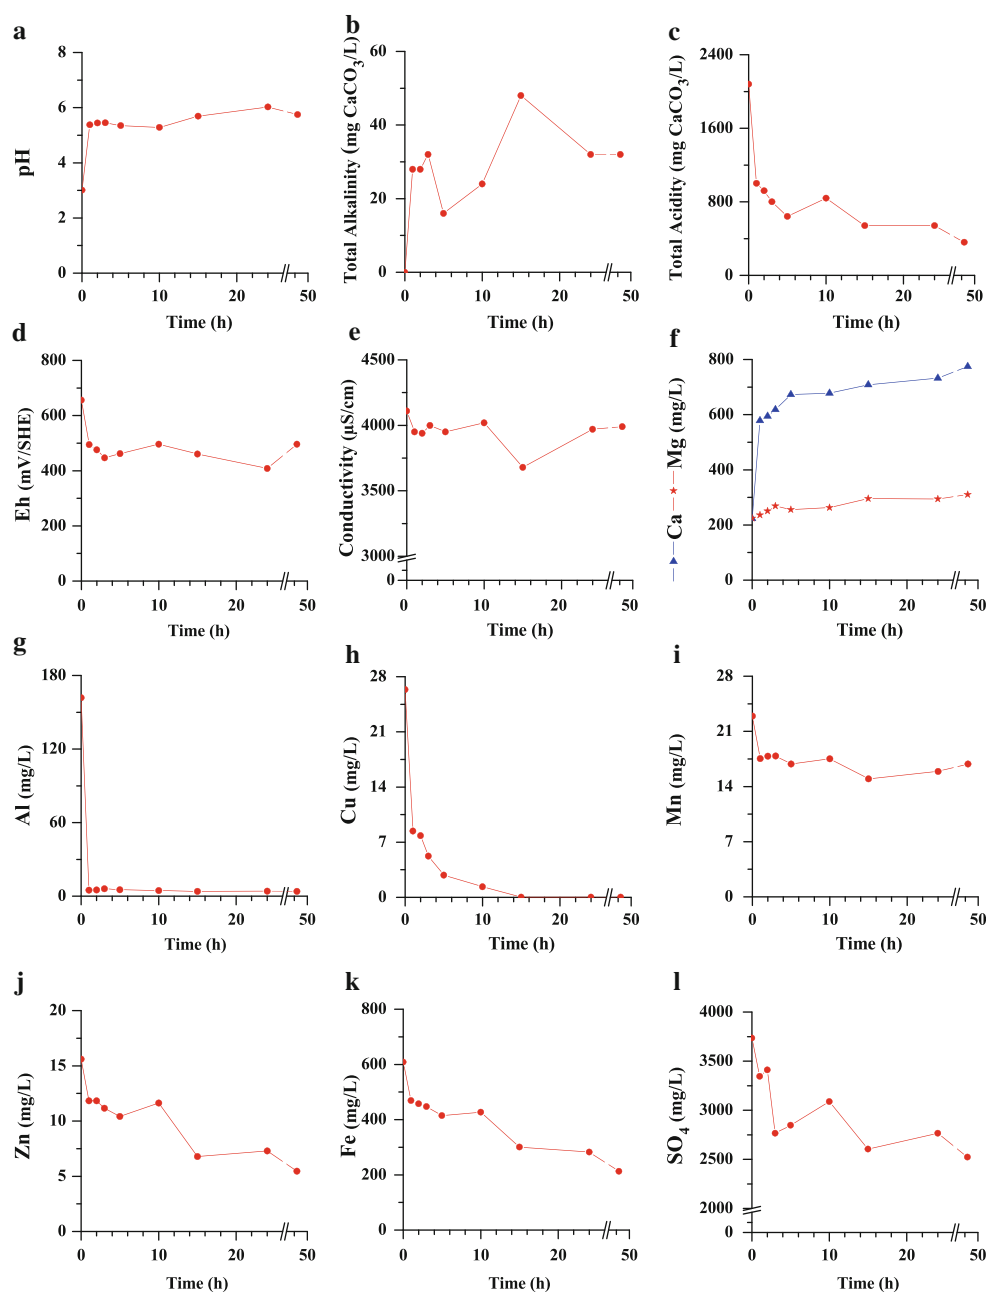 a
pH
8
6
4
2
0
0
10
20
50
Time (h)
b
Total Alkalinity (mg CaCO3/L)
60
40
20
0
0
10
20
50
Time (h)
c
Total Acidity (mg CaCO3/L)
2400
1600
800
0
0
10
20
50
Time (h)
d
Eh (mV/SHE)
800
600
400
200
0
0
10
20
50
Time (h)
e
Conductivity (µS/cm)
4500
4000
3500
3000
0
0
10
20
50
Time (h)
f
Ca Mg (mg/L)
800
600
400
200
0
0
10
20
50
Time (h)
g
Al (mg/L)
180
120
60
0
0
10
20
50
Time (h)
h
Cu (mg/L)
28
21
14
7
0
0
10
20
50
Time (h)
i
Mn (mg/L)
28
21
14
7
0
0
10
20
50
Time (h)
j
Zn (mg/L)
20
15
10
5
0
0
10
20
50
Time (h)
k
Fe (mg/L)
800
600
400
200
0
0
10
20
50
Time (h)
l
SO4 (mg/L)
4000
3500
3000
2500
2000
0
0
10
20
50
Time (h)